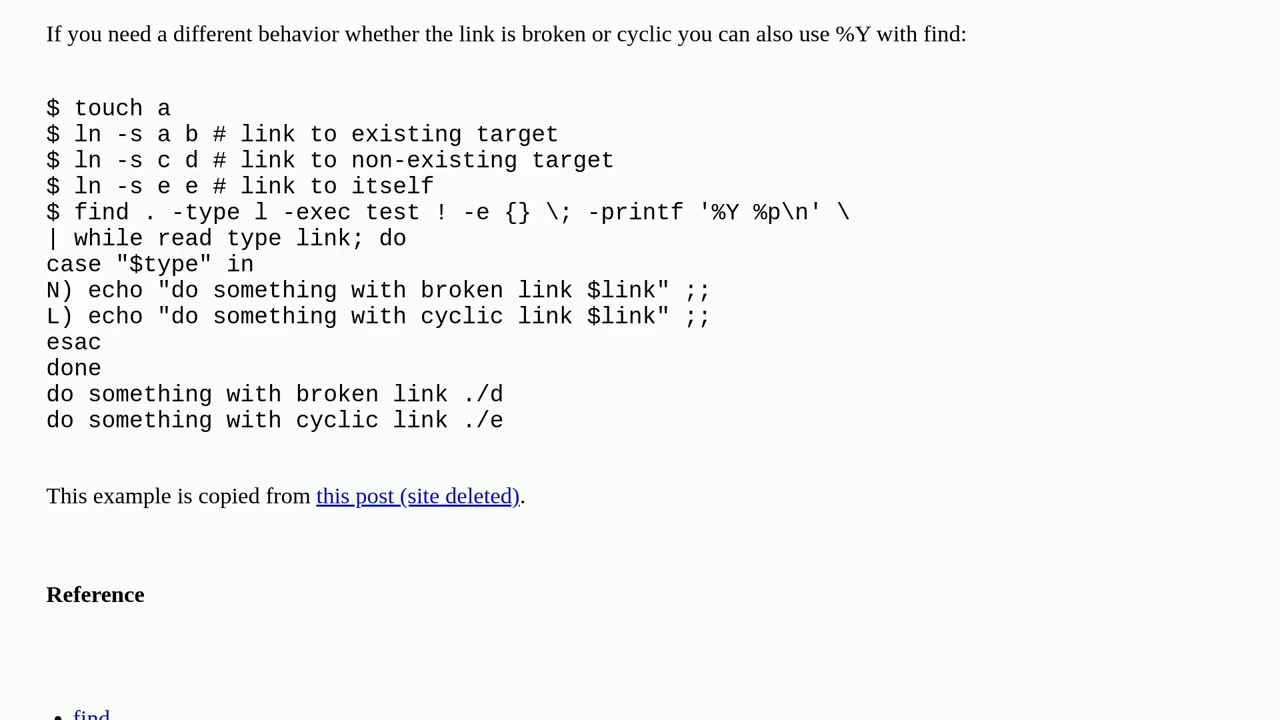 If you need a different behavior whether the link is broken or cyclic you can also use %Y with find:
$ touch a
$ ln -s a b # link to existing target
$ ln -s c d # link to non-existing target
$ ln -s e e # link to itself
$ find . -type l -exec test ! -e {} \; -printf '%Y %p\n' \
| while read type link; do
case "$type" in
N) echo "do something with broken link $link" ;;
L) echo "do something with cyclic link $link" ;;
esac
done
do something with broken link ./d
do something with cyclic link ./e
This example is copied from this post (site deleted).
Reference
• find